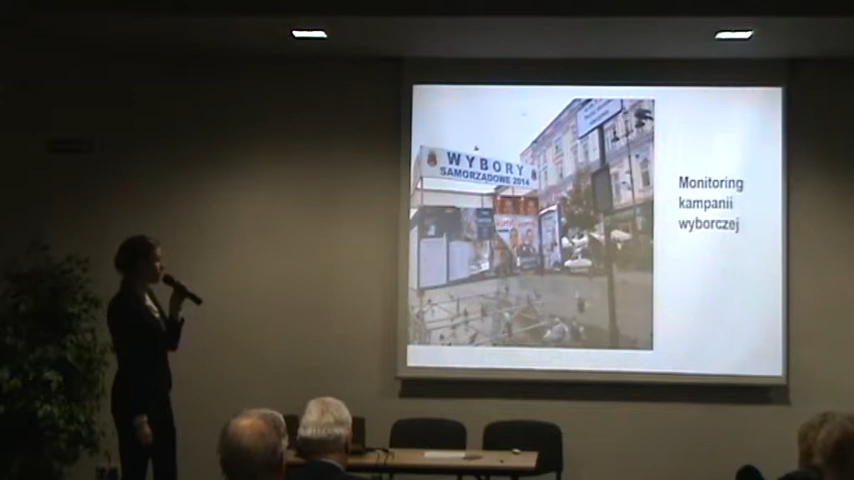 WYBORY
SAMORZĄDOWE 2014
Monitoring
kampanii
wyborczej